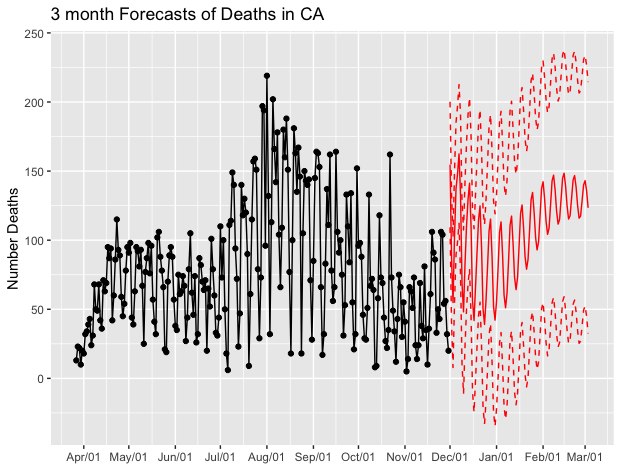 3 month Forecasts of Deaths in CA
Number Deaths
250
200
150
100
50
0
Apr/01 May/01 Jun/01 Jul/01 Aug/01 Sep/01 Oct/01 Nov/01 Dec/01 Jan/01 Feb/01 Mar/01